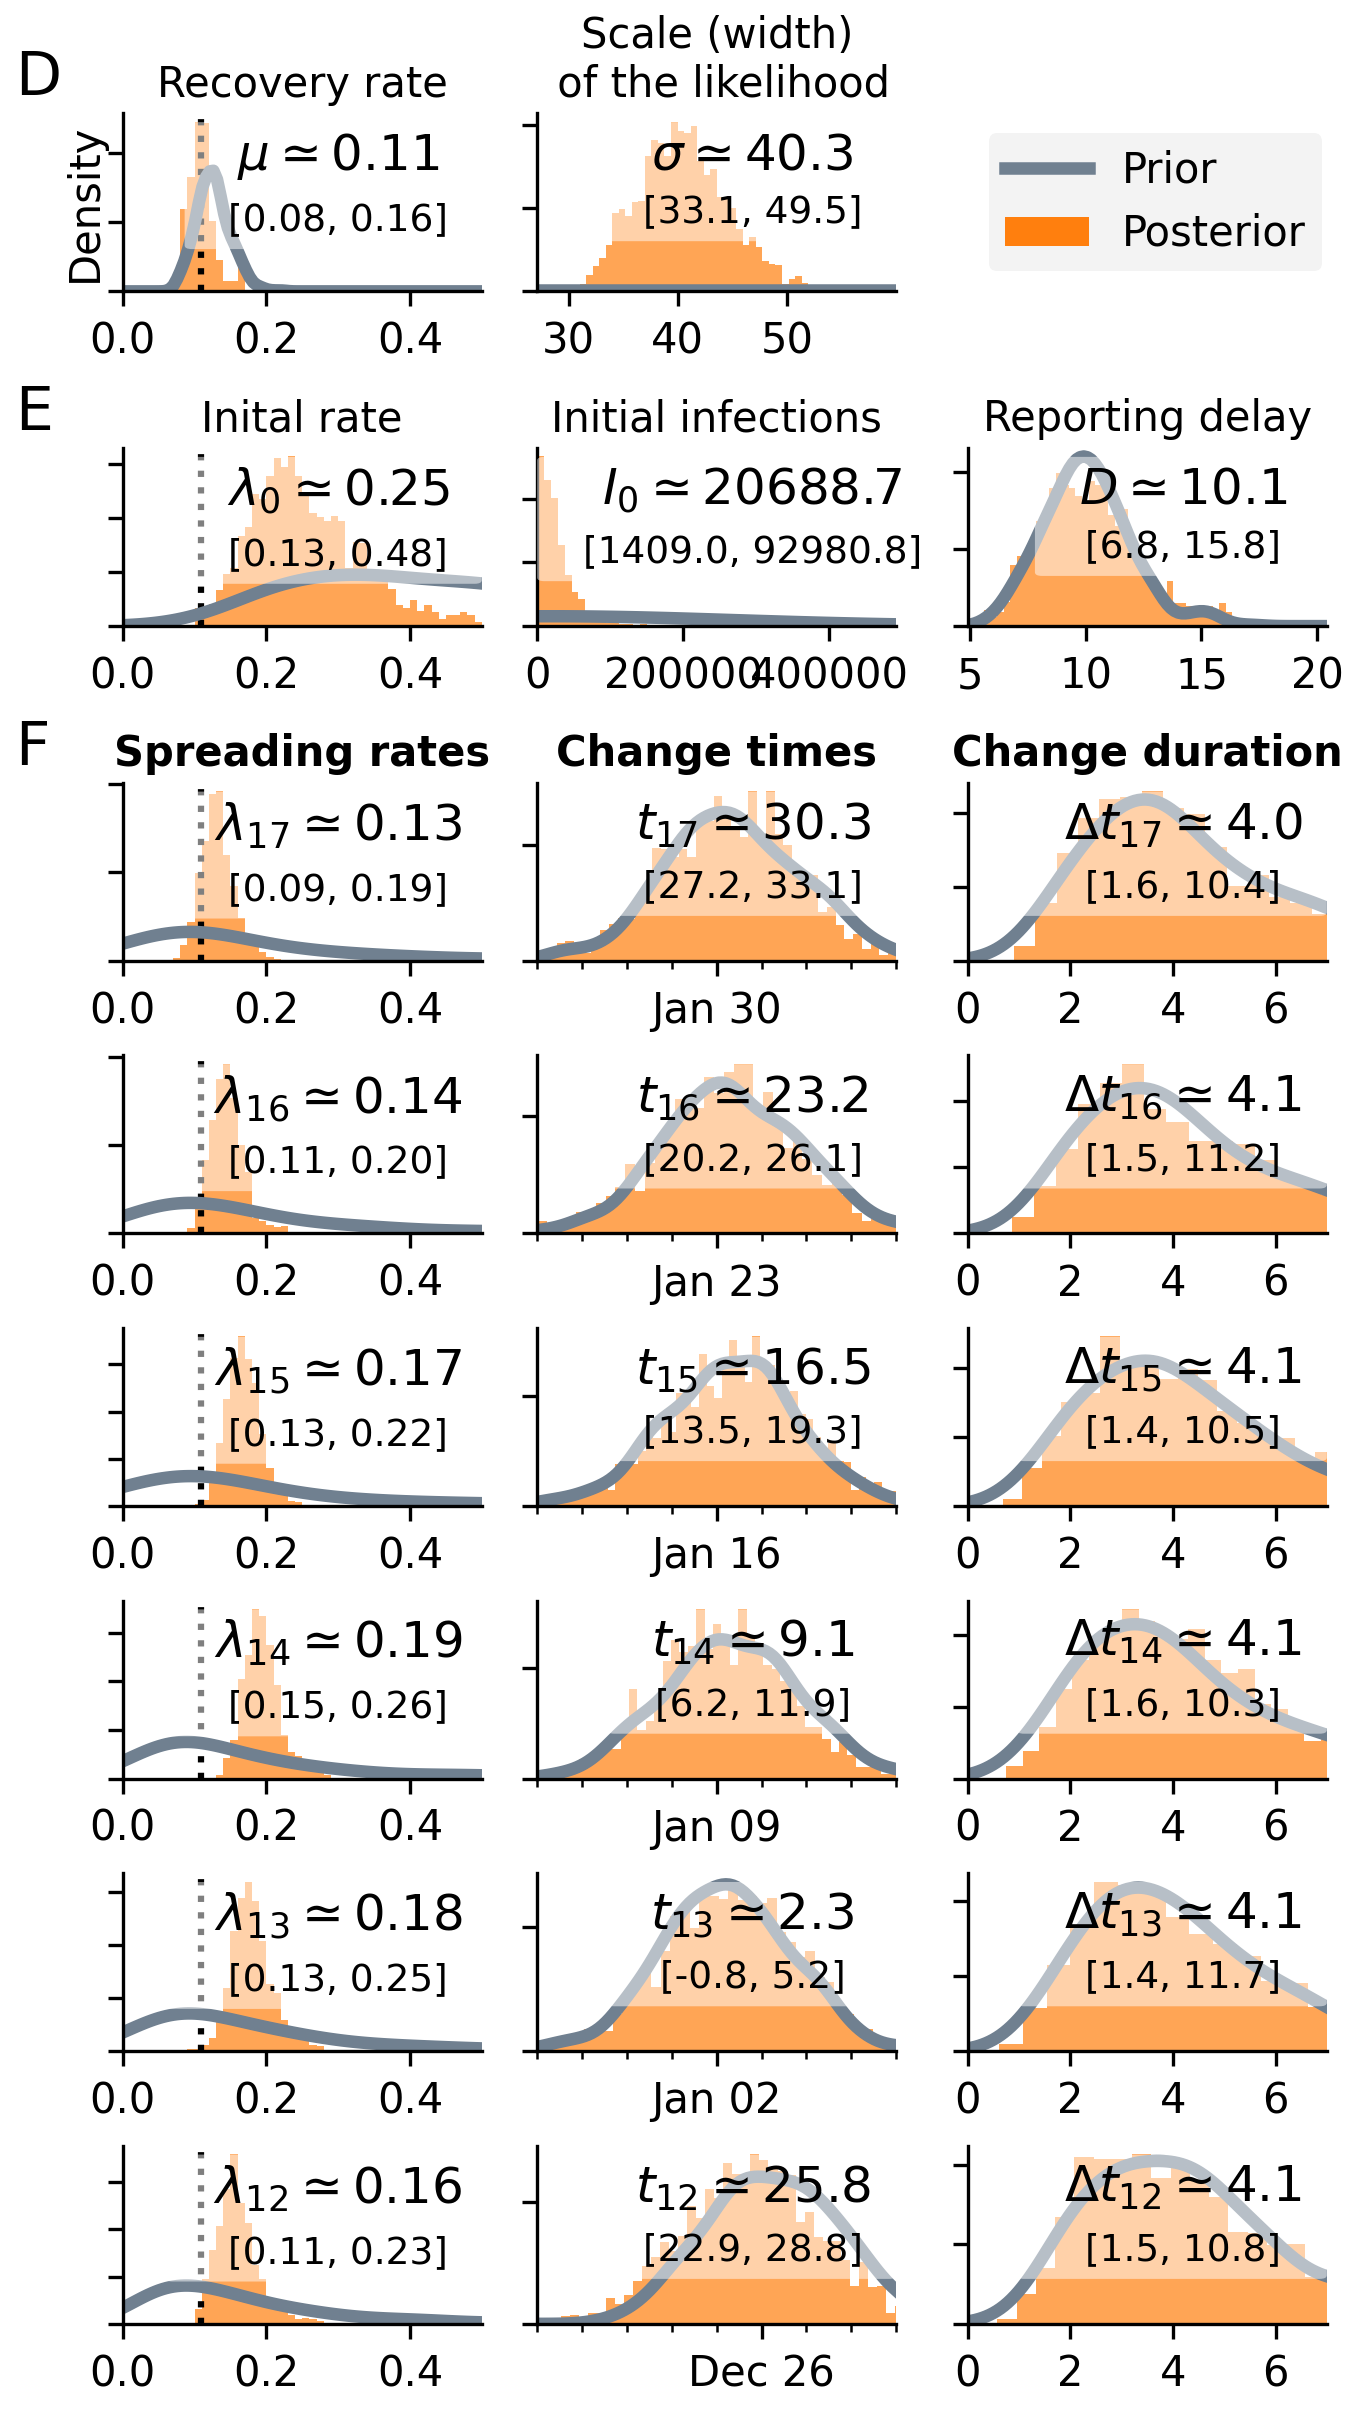 D
Recovery rate
Scale (width)
of the likelihood
Density
μ ≃ 0.11
[0.08, 0.16]
σ ≃ 40.3
[33.1, 49.5]
Prior
Posterior
0.0 0.2 0.4
30 40 50
E
Inital rate
Initial infections
Reporting delay
λ0 ≃ 0.25
[0.13, 0.48]
I0 ≃ 20688.7
[1409.0, 92980.8]
D ≃ 10.1
[6.8, 15.8]
0.0 0.2 0.4
0 200000 400000
5 10 15 20
F
Spreading rates
Change times
Change duration
λ17 ≃ 0.13
[0.09, 0.19]
t17 ≃ 30.3
[27.2, 33.1]
Δt17 ≃ 4.0
[1.6, 10.4]
0.0 0.2 0.4
Jan 30
0 2 4 6
λ16 ≃ 0.14
[0.11, 0.20]
t16 ≃ 23.2
[20.2, 26.1]
Δt16 ≃ 4.1
[1.5, 11.2]
0.0 0.2 0.4
Jan 23
0 2 4 6
λ15 ≃ 0.17
[0.13, 0.22]
t15 ≃ 16.5
[13.5, 19.3]
Δt15 ≃ 4.1
[1.4, 10.5]
0.0 0.2 0.4
Jan 16
0 2 4 6
λ14 ≃ 0.19
[0.15, 0.26]
t14 ≃ 9.1
[6.2, 11.9]
Δt14 ≃ 4.1
[1.6, 10.3]
0.0 0.2 0.4
Jan 09
0 2 4 6
λ13 ≃ 0.18
[0.13, 0.25]
t13 ≃ 2.3
[-0.8, 5.2]
Δt13 ≃ 4.1
[1.4, 11.7]
0.0 0.2 0.4
Jan 02
0 2 4 6
λ12 ≃ 0.16
[0.11, 0.23]
t12 ≃ 25.8
[22.9, 28.8]
Δt12 ≃ 4.1
[1.5, 10.8]
0.0 0.2 0.4
Dec 26
0 2 4 6